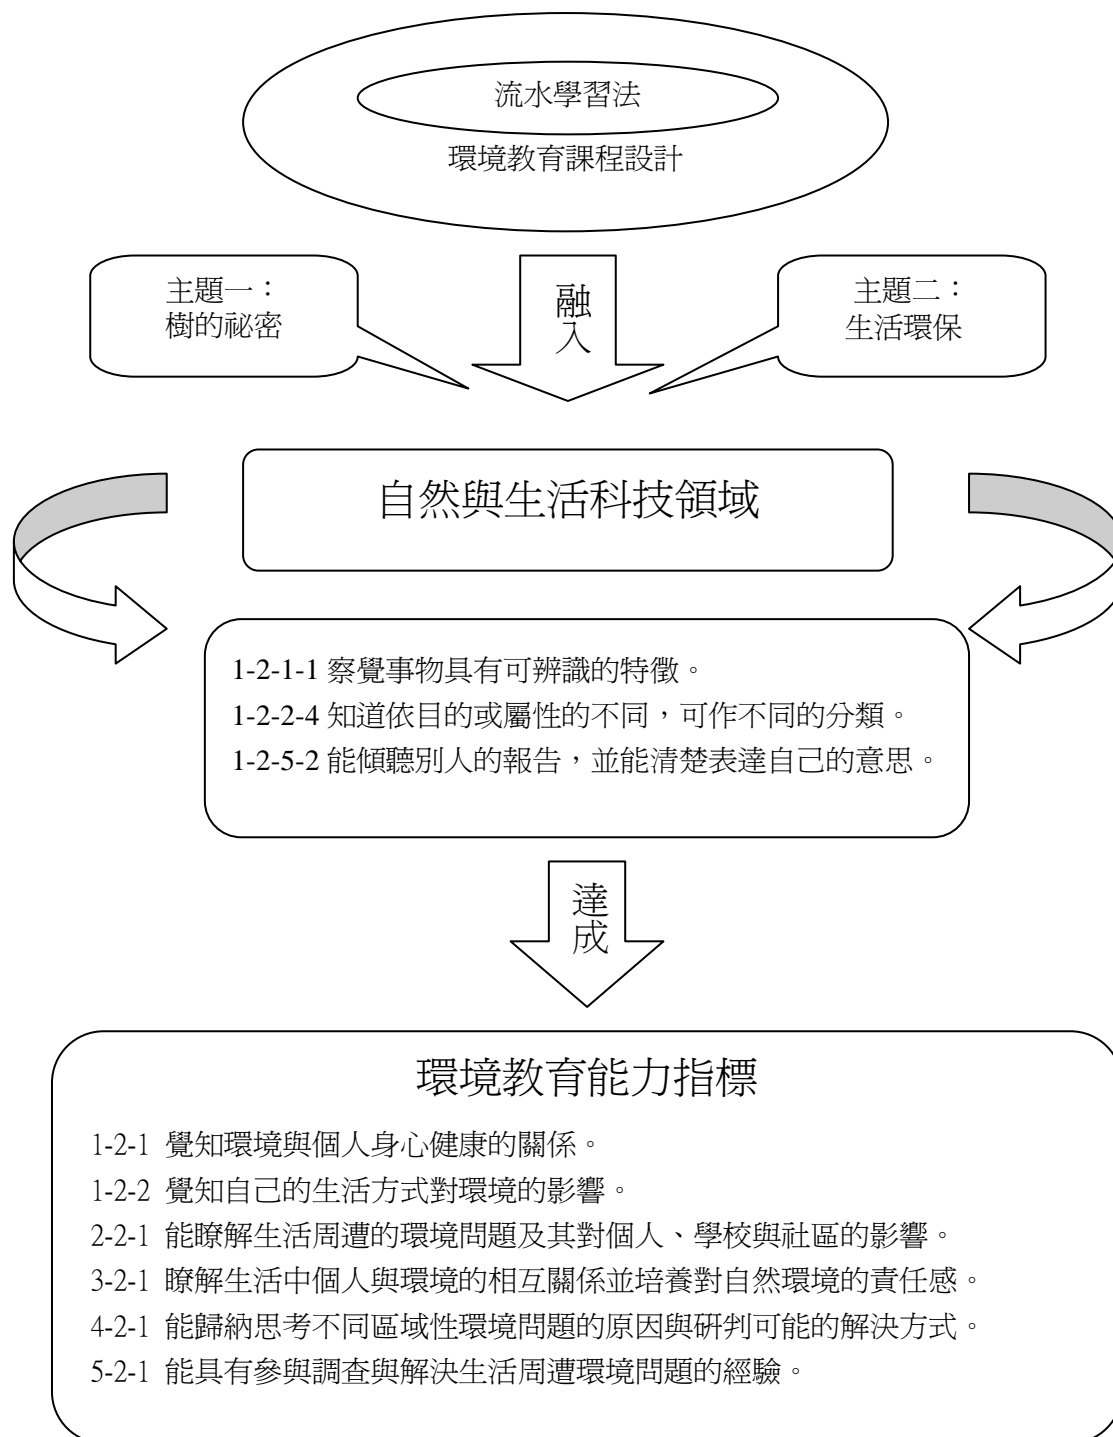 流水學習法
環境教育課程設計
主題一：
樹的祕密
融入
主題二：
生活環保
自然與生活科技領域
1-2-1-1 察覺事物具有可辨識的特徵。
1-2-2-4 知道依目的或屬性的不同，可作不同的分類。
1-2-5-2 能傾聽別人的報告，並能清楚表達自己的意思。
達成
環境教育能力指標
1-2-1 覺知環境與個人身心健康的關係。
1-2-2 覺知自己的生活方式對環境的影響。
2-2-1 能瞭解生活周遭的環境問題及其對個人、學校與社區的影響。
3-2-1 瞭解生活中個人與環境的相互關係並培養對自然環境的責任感。
4-2-1 能歸納思考不同區域性環境問題的原因與研判可能的解決方式。
5-2-1 能具有參與調查與解決生活周遭環境問題的經驗。